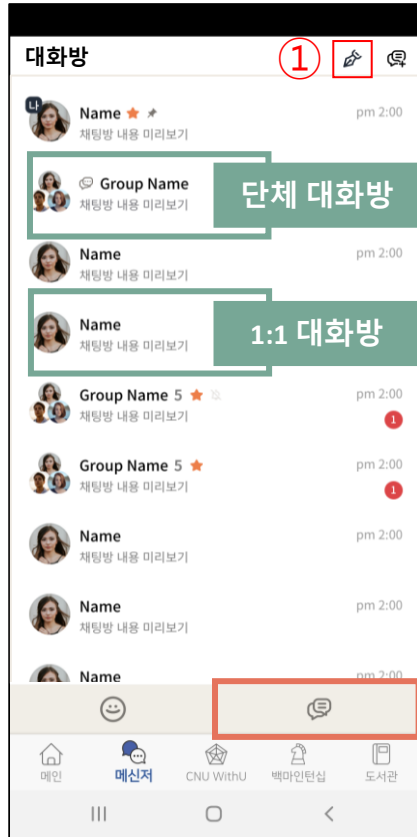 대화방
①
나
Name
pm 2:00
채팅방 내용 미리보기
Group Name
채팅방 내용 미리보기
단체 대화방
Name
pm 2:00
채팅방 내용 미리보기
Name
채팅방 내용 미리보기
1:1 대화방
Group Name 5
pm 2:00
채팅방 내용 미리보기
1
Group Name 5
pm 2:00
채팅방 내용 미리보기
1
Name
pm 2:00
채팅방 내용 미리보기
Name
pm 2:00
채팅방 내용 미리보기
Name
pm 2:00
메인
메신저
CNU WithU
백마인턴십
도서관